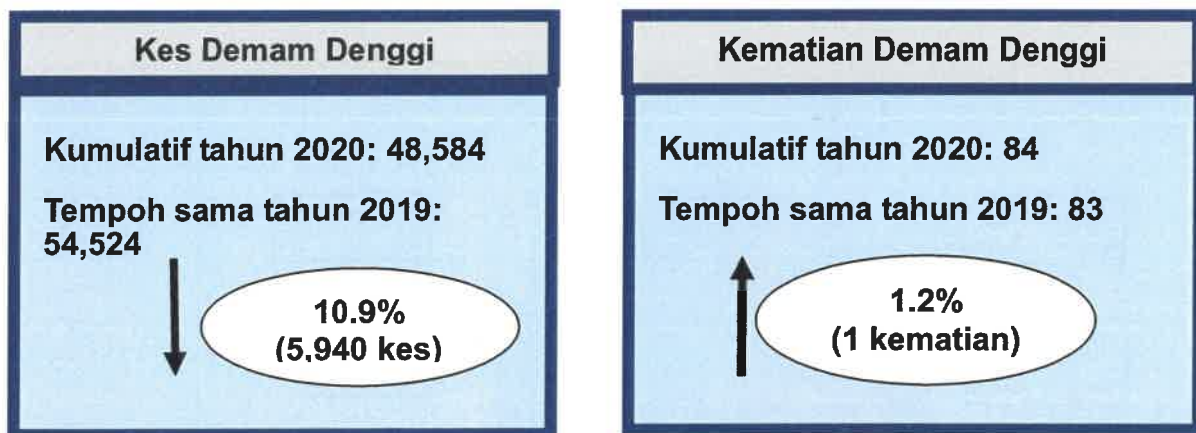 Kes Demam Denggi
Kumulatif tahun 2020: 48,584
Tempoh sama tahun 2019:
54,524
10.9%
(5,940 kes)
Kematian Demam Denggi
Kumulatif tahun 2020: 84
Tempoh sama tahun 2019: 83
1.2%
(1 kematian)